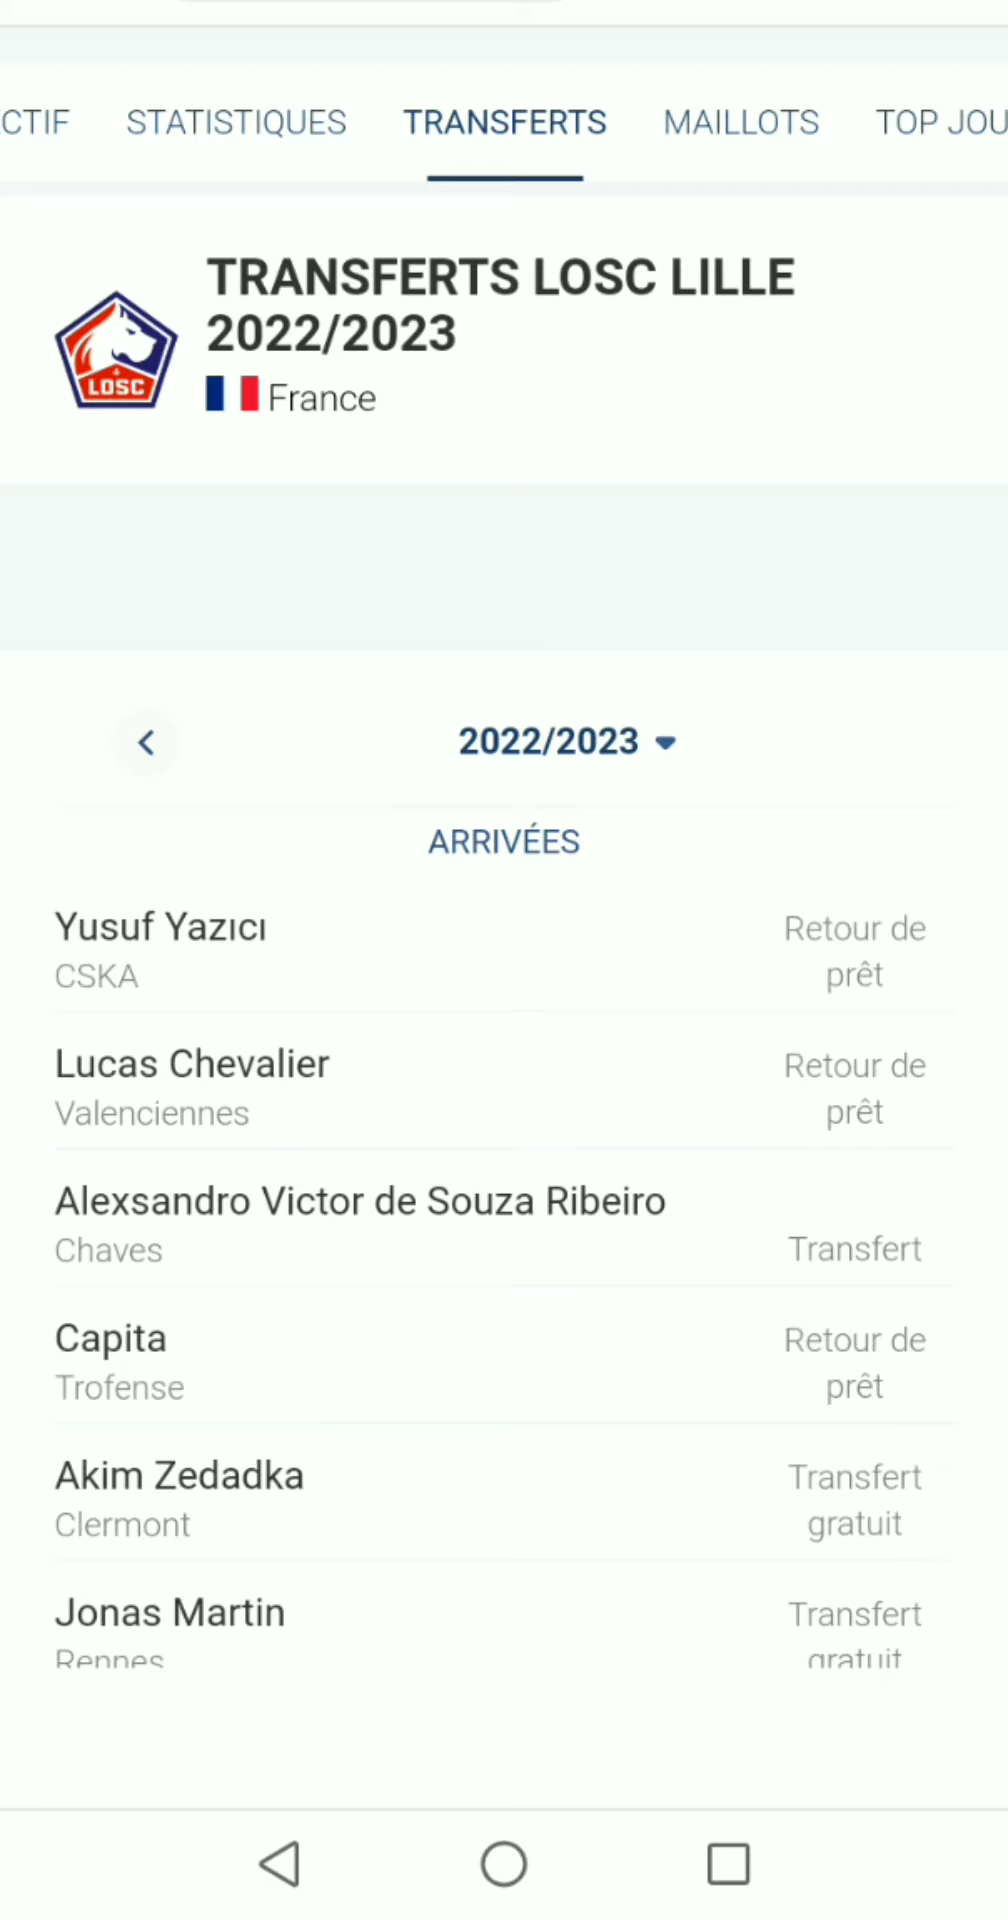 CTIF STATISTIQUES TRANSFERTS MAILLOTS TOP JOU
TRANSFERTS LOSC LILLE
2022/2023
France
LOSC
2022/2023
ARRIVÉES
Yusuf Yazıcı
CSKA
Retour de
prêt
Lucas Chevalier
Valenciennes
Retour de
prêt
Alexsandro Victor de Souza Ribeiro
Chaves
Transfert
Capita
Trofense
Retour de
prêt
Akim Zedadka
Clermont
Transfert
gratuit
Jonas Martin
Rennes
Transfert
gratuit